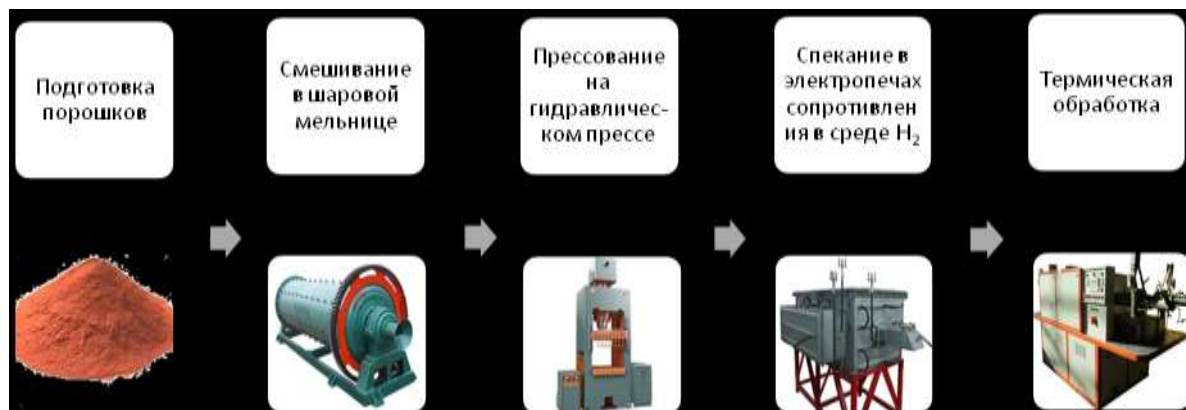 Подготовка
порошков
Смешивание
в шаровой
мельнице
Прессование
на
гидравличес-
ком прессе
Спекание в
электропечах
сопротивлен
ия в среде H₂
Термическая
обработка